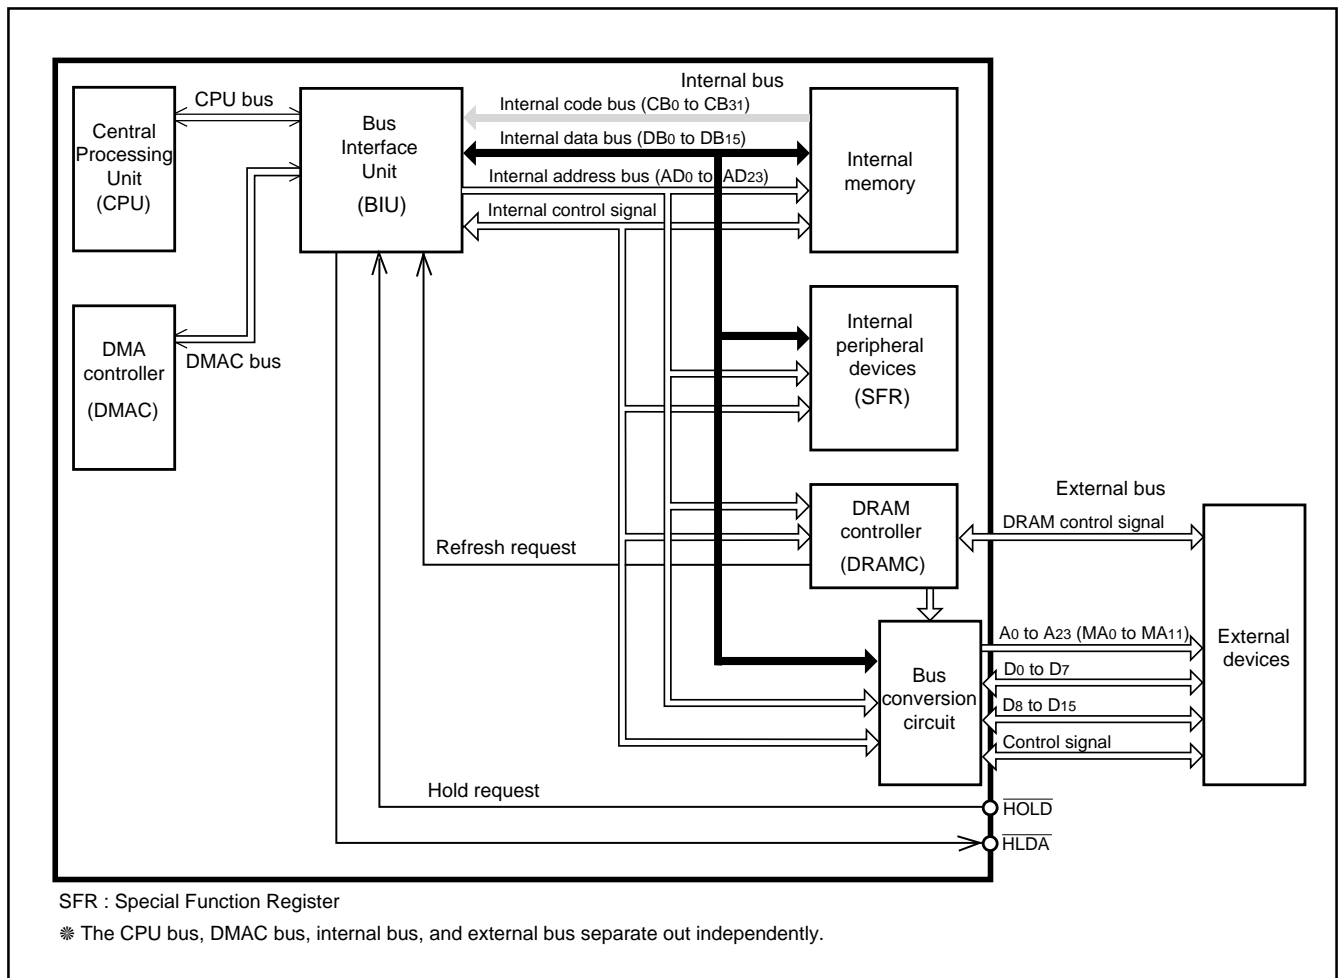 Internal bus
CPU bus
Internal code bus (CB0 to CB31)
Central
Processing
Unit
(CPU)
Bus
Interface
Unit
(BIU)
Internal data bus (DB0 to DB15)
Internal address bus (AD0 to AD23)
Internal control signal
Internal
memory
DMA
controller
(DMAC)
DMAC bus
Internal
peripheral
devices
(SFR)
DRAM
controller
(DRAMC)
Refresh request
External bus
DRAM control signal
A0 to A23 (MA0 to MA11)
D0 to D7
D8 to D15
Control signal
External
devices
Bus
conversion
circuit
Hold request
HOLD
HLDA
SFR : Special Function Register
❊ The CPU bus, DMAC bus, internal bus, and external bus separate out independently.